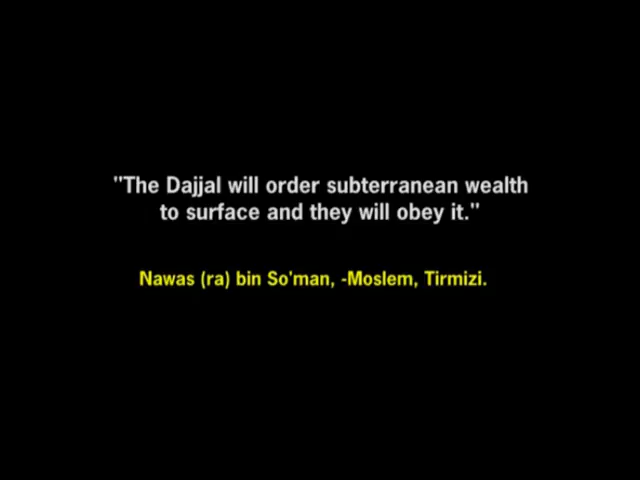 "The Dajjal will order subterranean wealth
to surface and they will obey it."
Nawas (ra) bin So'man, -Moslem, Tirmizi.